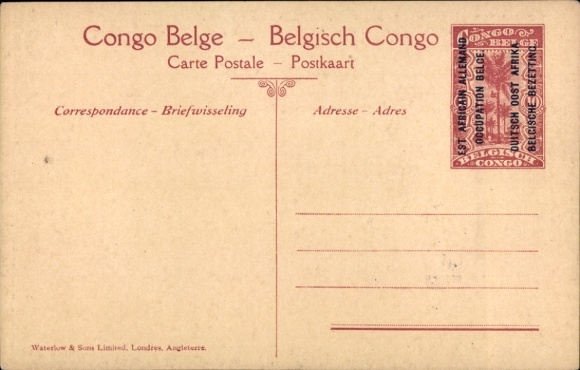 Congo Belge – Belgisch Congo
Carte Postale – Postkaart
Correspondance – Briefwisseling
Adresse – Adres
CONGO
BELGE
EST AFRICAIN ALLEMAND
OCCUPATION BELGE.
DUITSCH OOST AFRIKA
BELGISCHE BEZETTING.
BELGISCH
CONGO
Waterlow & Sons Limited, Londres, Angleterre.